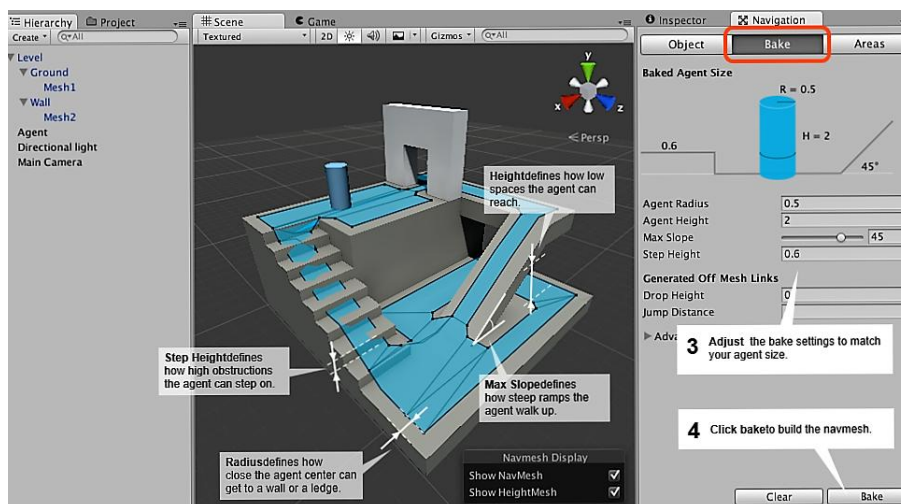 Hierarchy
Project
Create
All
Level
Ground
Mesh1
Wall
Mesh2
Agent
Directional light
Main Camera
Scene
Game
Textured
2D
Gizmos
All
y
x
z
Persp
Heightdefines how low
spaces the agent can
reach.
Step Heightdefines
how high obstructions
the agent can step on.
Max Slopedefines
how steep ramps the
agent walk up.
Radiusdefines how
close the agent center can
get to a wall or a ledge.
Navmesh Display
Show NavMesh
Show HeightMesh
Inspector
Navigation
Object
Bake
Areas
Baked Agent Size
R = 0.5
H = 2
0.6
45°
Agent Radius 0.5
Agent Height 2
Max Slope 45
Step Height 0.6
Generated Off Mesh Links
Drop Height 0
Jump Distance
3 Adjust the bake settings to match
your agent size.
4 Click baketo build the navmesh.
Clear
Bake